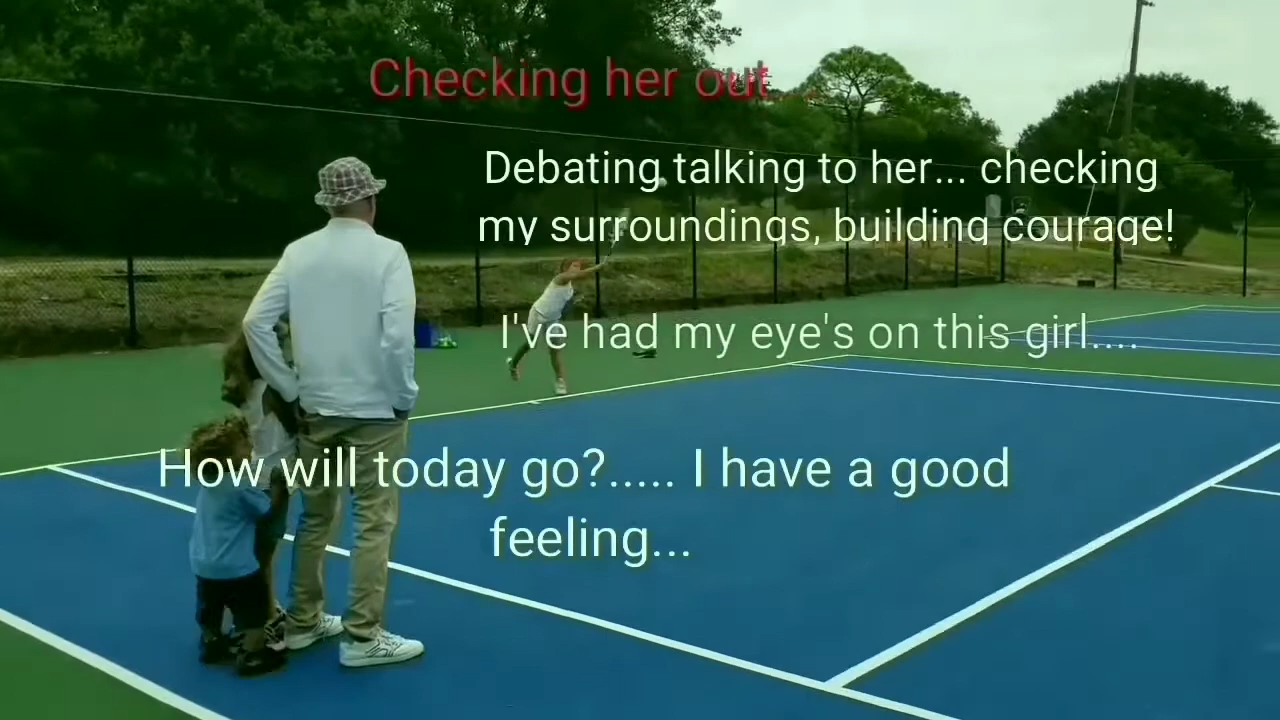 Checking her out....
Debating talking to her... checking
my surroundings, building courage!
I've had my eye's on this girl....
How will today go?..... I have a good
feeling...